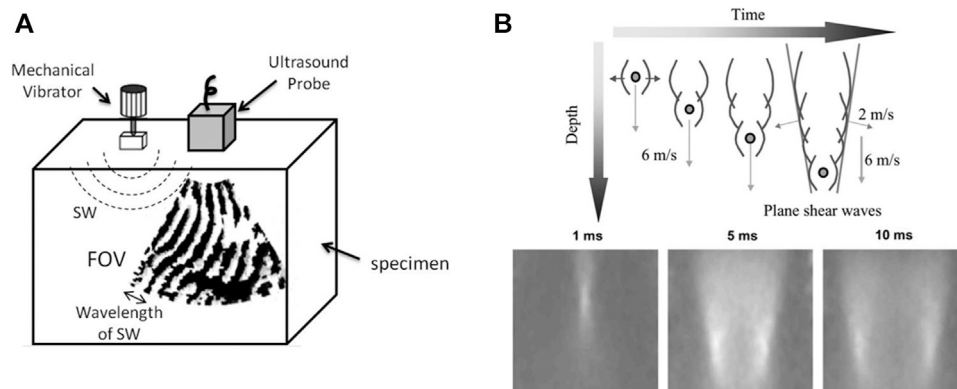 A
Mechanical
Vibrator
Ultrasound
Probe
SW
FOV
Wavelength
of SW
specimen
B
Time
Depth
6 m/s
2 m/s
6 m/s
Plane shear waves
1 ms
5 ms
10 ms